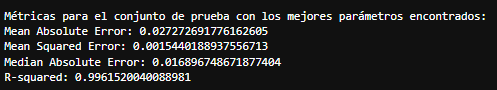 Métricas para el conjunto de prueba con los mejores parámetros encontrados:
Mean Absolute Error: 0.027272691776162605
Mean Squared Error: 0.0015440188937556713
Median Absolute Error: 0.016896748671877404
R-squared: 0.9961520040088981